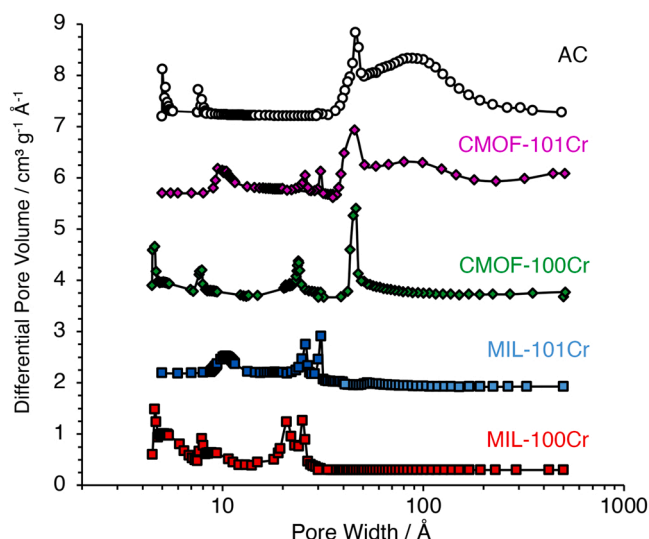 9
8
7
6
5
4
3
2
1
0
Differential Pore Volume / cm³ g⁻¹ Å⁻¹
AC
CMOF-101Cr
CMOF-100Cr
MIL-101Cr
MIL-100Cr
10 100 1000
Pore Width / Å